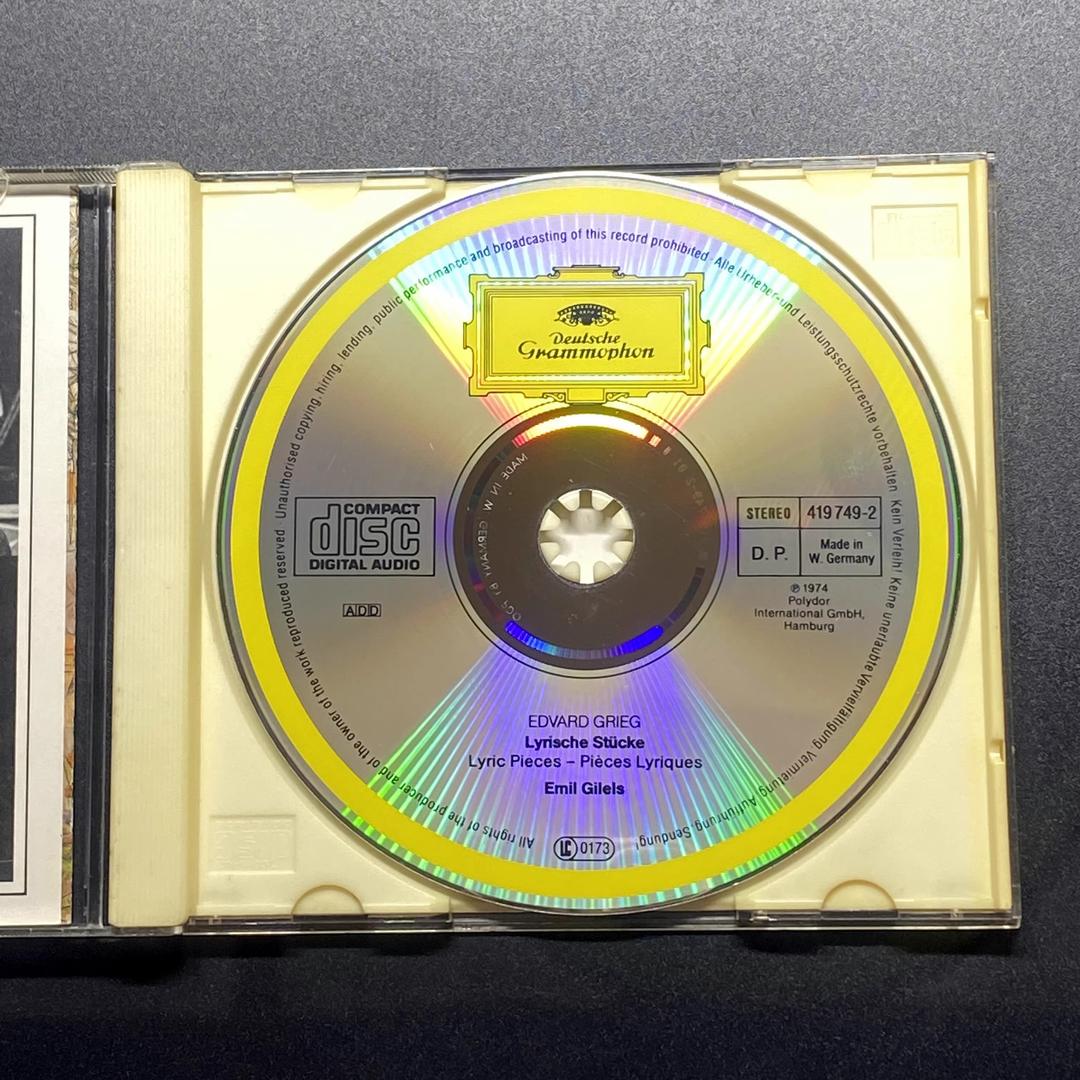 All rights of the producer and of the owner of the work reproduced reserved · Unauthorised copying, hiring, lending, public performance and broadcasting of this record prohibited · Alle Urheber- und Leistungsschutzrechte vorbehalten Kein Verleih! Keine unerlaubte Vervielfältigung, Vermietung, Aufführung, Sendung!
Deutsche
Grammophon
COMPACT
disc
DIGITAL AUDIO
ADD
MADE IN W. GERMANY BY PDO
STEREO 419 749-2
D. P. Made in
W. Germany
℗ 1974
Polydor
International GmbH,
Hamburg
EDVARD GRIEG
Lyrische Stücke
Lyric Pieces – Pièces Lyriques
Emil Gilels
LC 0173